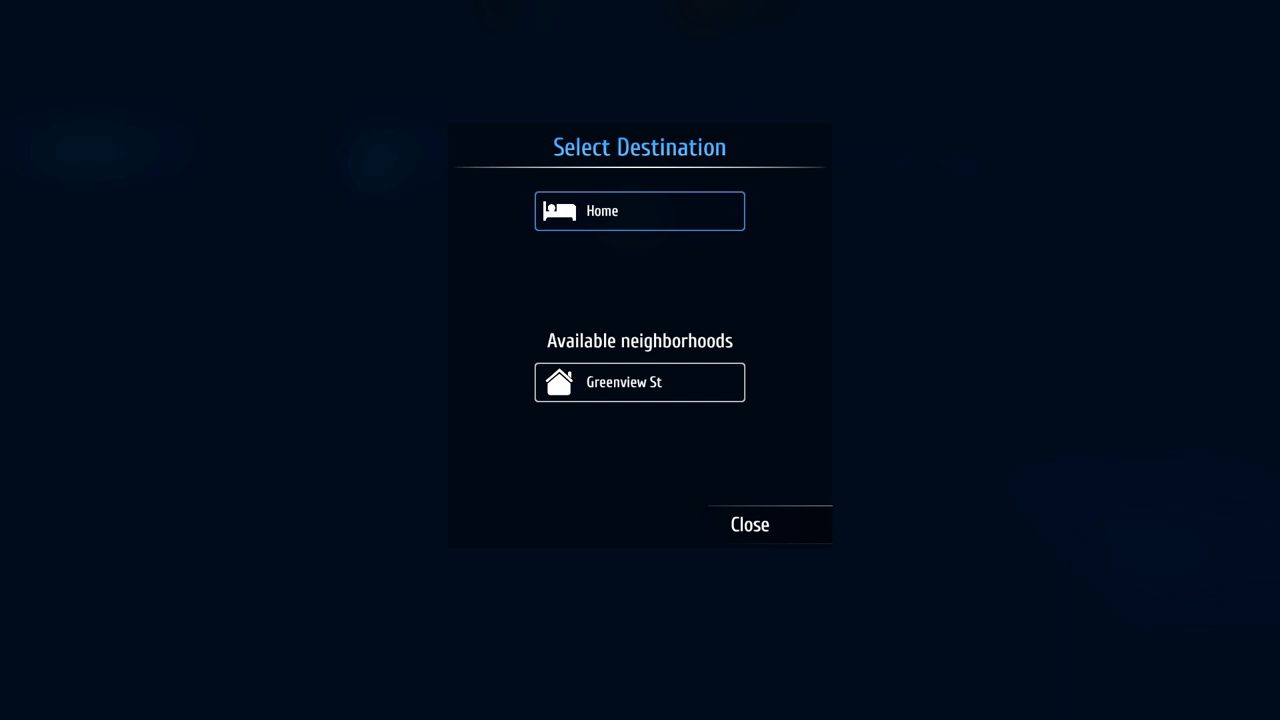 Select Destination
Home
Available neighborhoods
Greenview St
Close